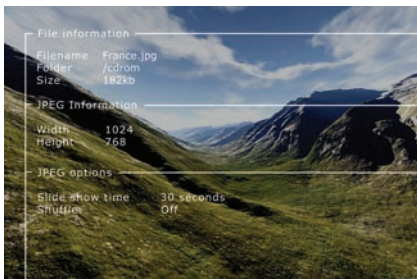 File information
Filename France.jpg
Folder /cdrom
Size 182kb
JPEG Information
Width 1024
Height 768
JPEG options
Slide show time 30 seconds
Shuffle Off